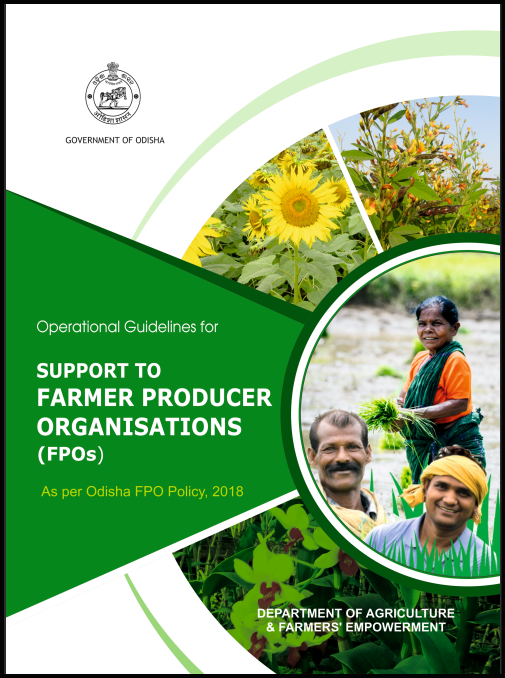 GOVERNMENT OF ODISHA
Operational Guidelines for
SUPPORT TO
FARMER PRODUCER
ORGANISATIONS
(FPOs)
As per Odisha FPO Policy, 2018
DEPARTMENT OF AGRICULTURE
& FARMERS' EMPOWERMENT